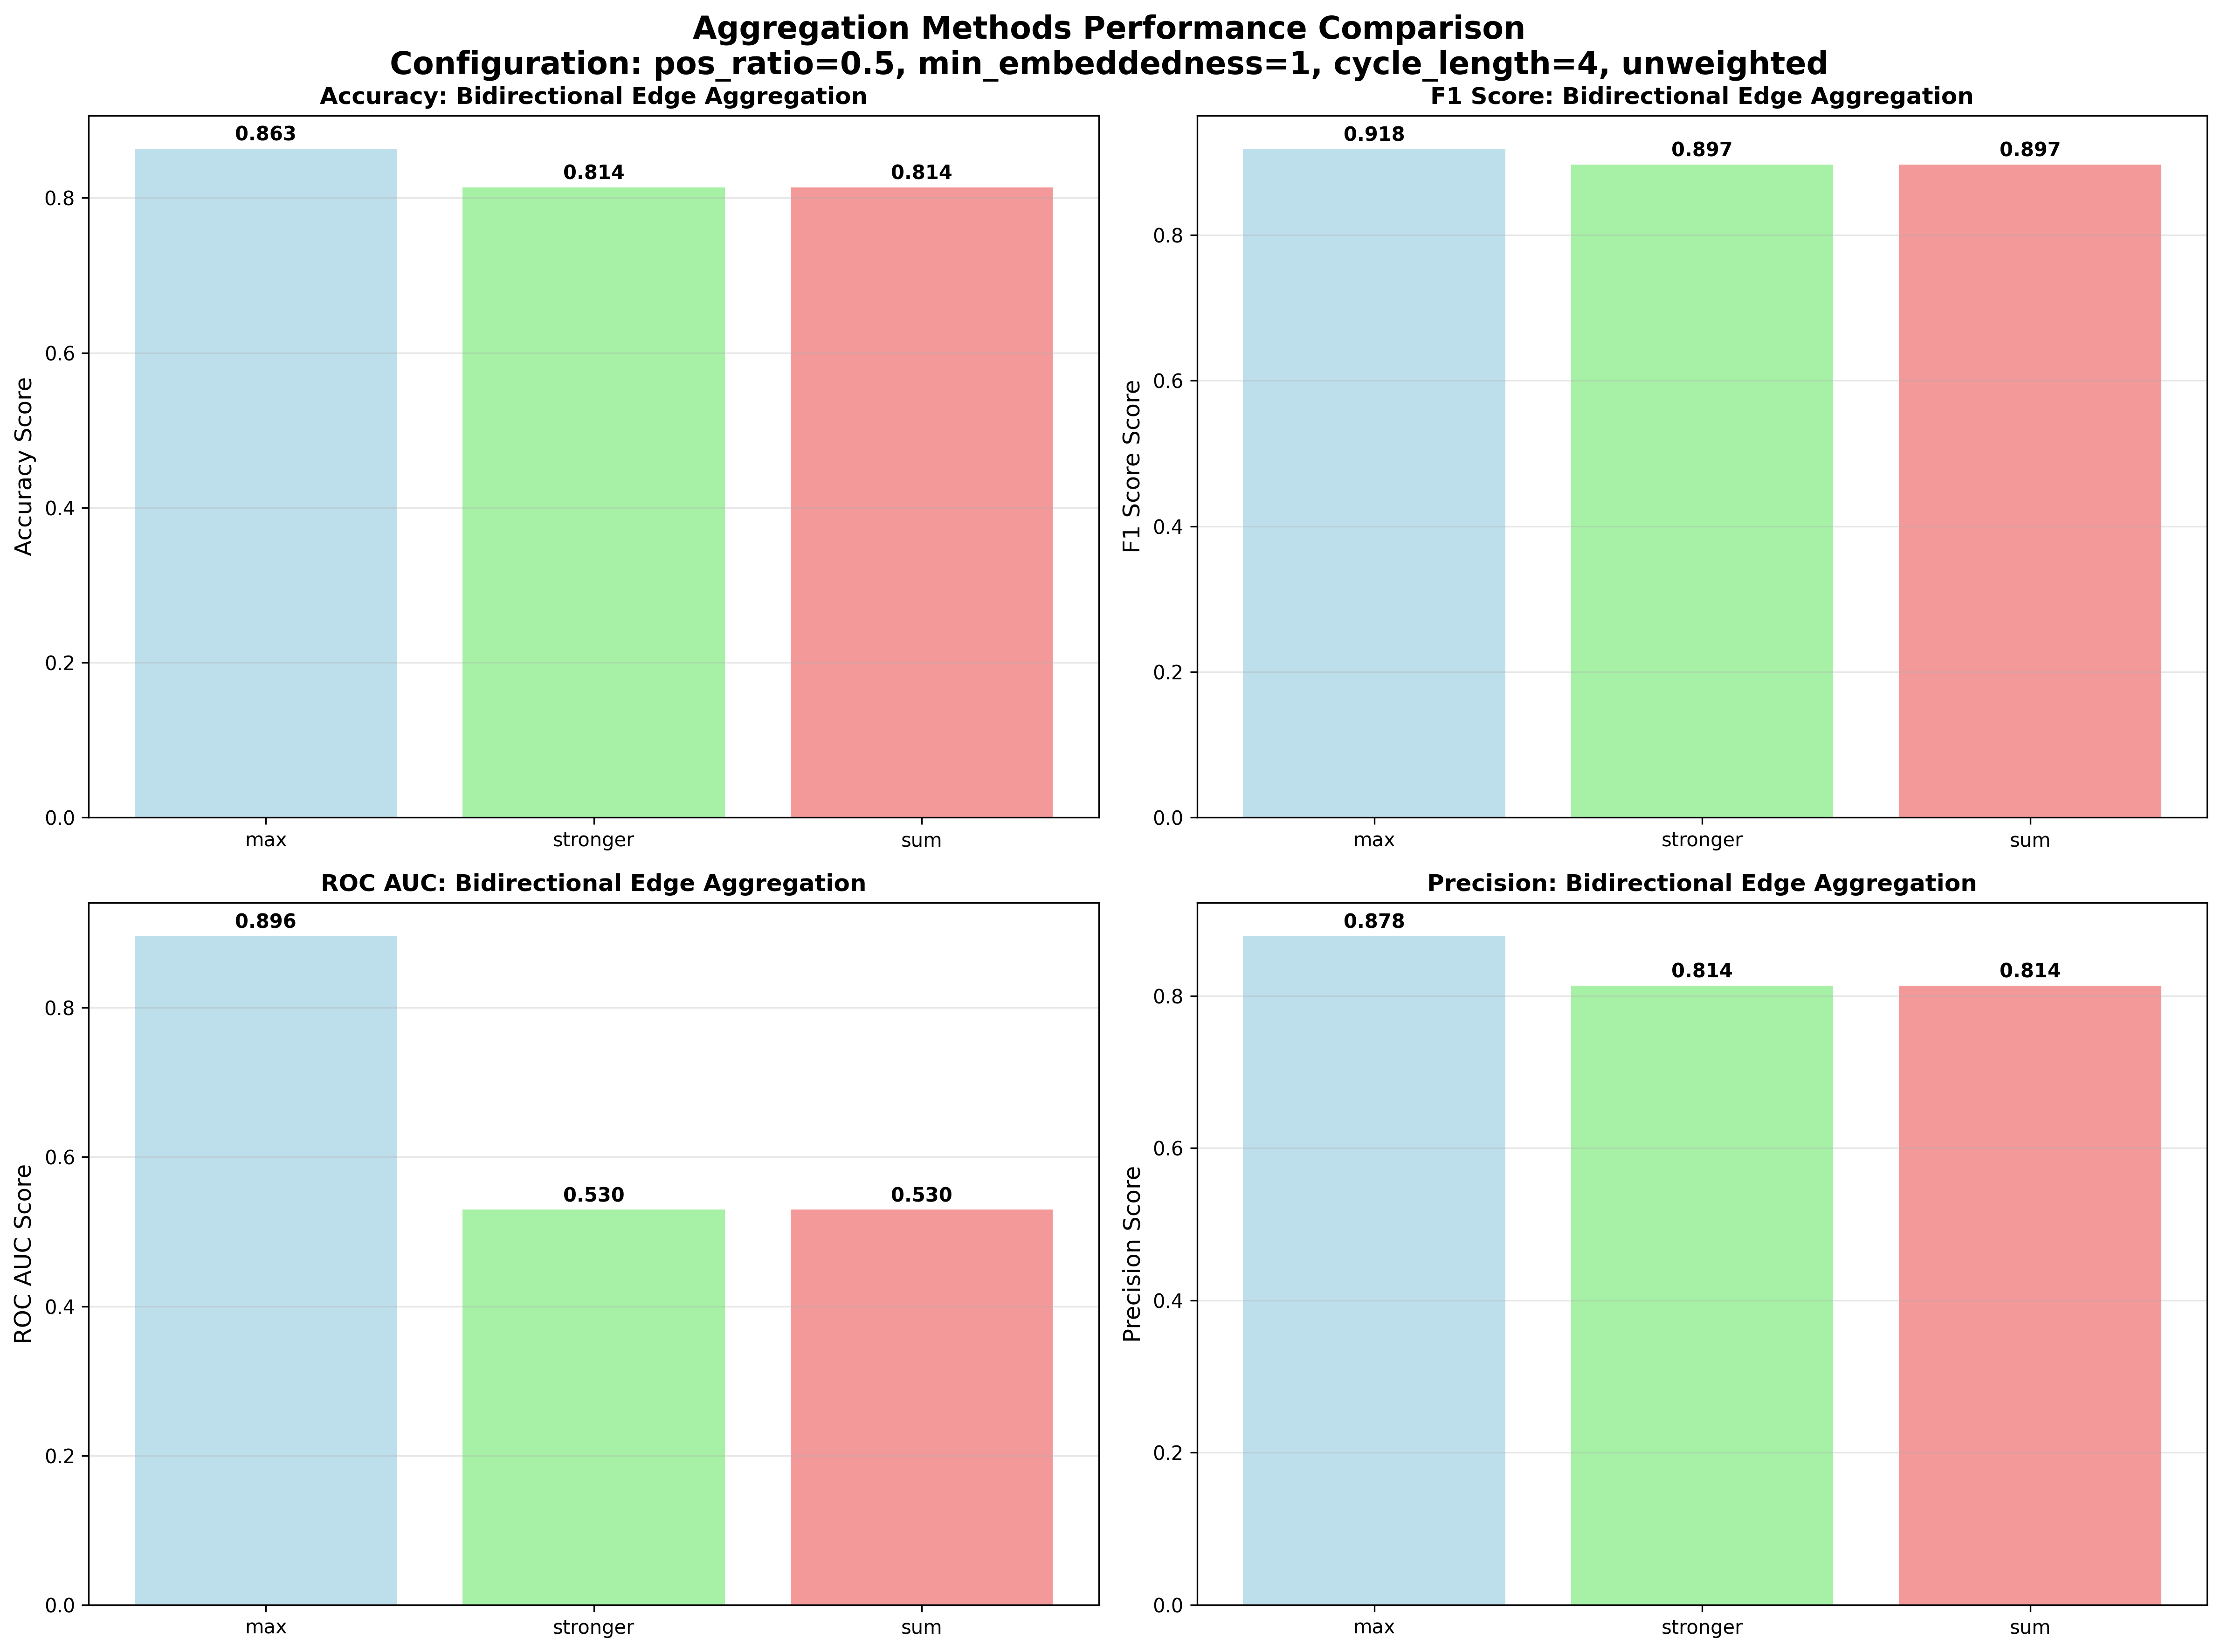 Aggregation Methods Performance Comparison
Configuration: pos_ratio=0.5, min_embeddedness=1, cycle_length=4, unweighted
Accuracy: Bidirectional Edge Aggregation
0.863
0.814
0.814
Accuracy Score
0.8
0.6
0.4
0.2
0.0
max
stronger
sum
F1 Score: Bidirectional Edge Aggregation
0.918
0.897
0.897
F1 Score Score
0.8
0.6
0.4
0.2
0.0
max
stronger
sum
ROC AUC: Bidirectional Edge Aggregation
0.896
0.530
0.530
ROC AUC Score
0.8
0.6
0.4
0.2
0.0
max
stronger
sum
Precision: Bidirectional Edge Aggregation
0.878
0.814
0.814
Precision Score
0.8
0.6
0.4
0.2
0.0
max
stronger
sum